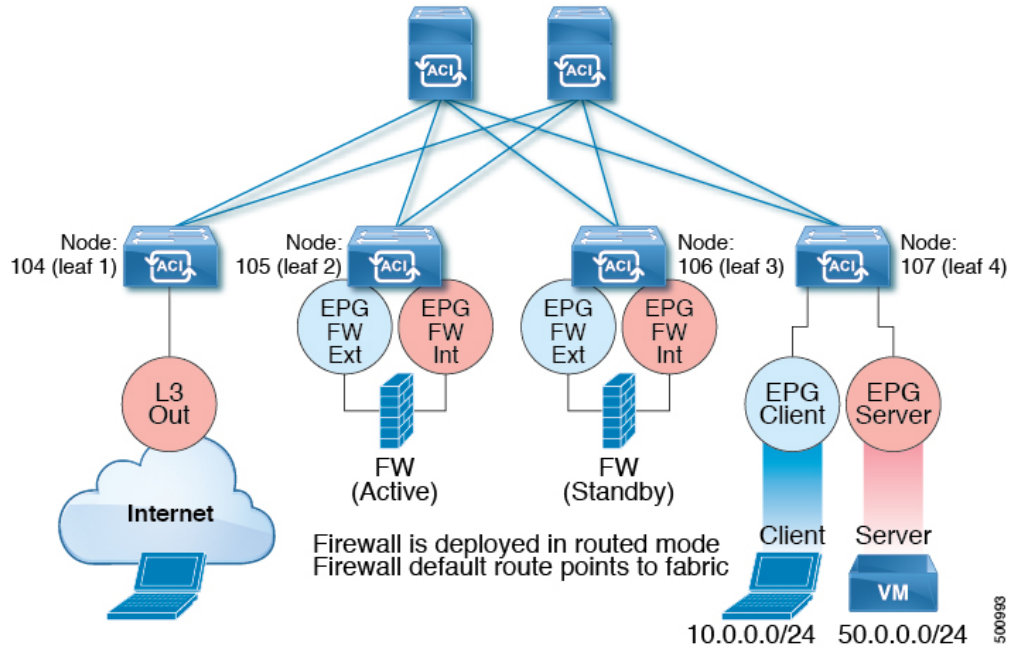 ACI
ACI
Node:
104 (leaf 1)
ACI
Node:
105 (leaf 2)
ACI
ACI
Node:
106 (leaf 3)
ACI
Node:
107 (leaf 4)
EPG
FW
Ext
EPG
FW
Int
EPG
FW
Ext
EPG
FW
Int
L3
Out
EPG
Client
EPG
Server
FW
(Active)
FW
(Standby)
Internet
Firewall is deployed in routed mode
Firewall default route points to fabric
Client
Server
VM
10.0.0.0/24
50.0.0.0/24
500993